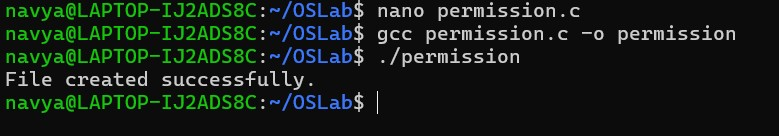 navya@LAPTOP-IJ2ADS8C:~/OSLab$ nano permission.c
navya@LAPTOP-IJ2ADS8C:~/OSLab$ gcc permission.c -o permission
navya@LAPTOP-IJ2ADS8C:~/OSLab$ ./permission
File created successfully.
navya@LAPTOP-IJ2ADS8C:~/OSLab$